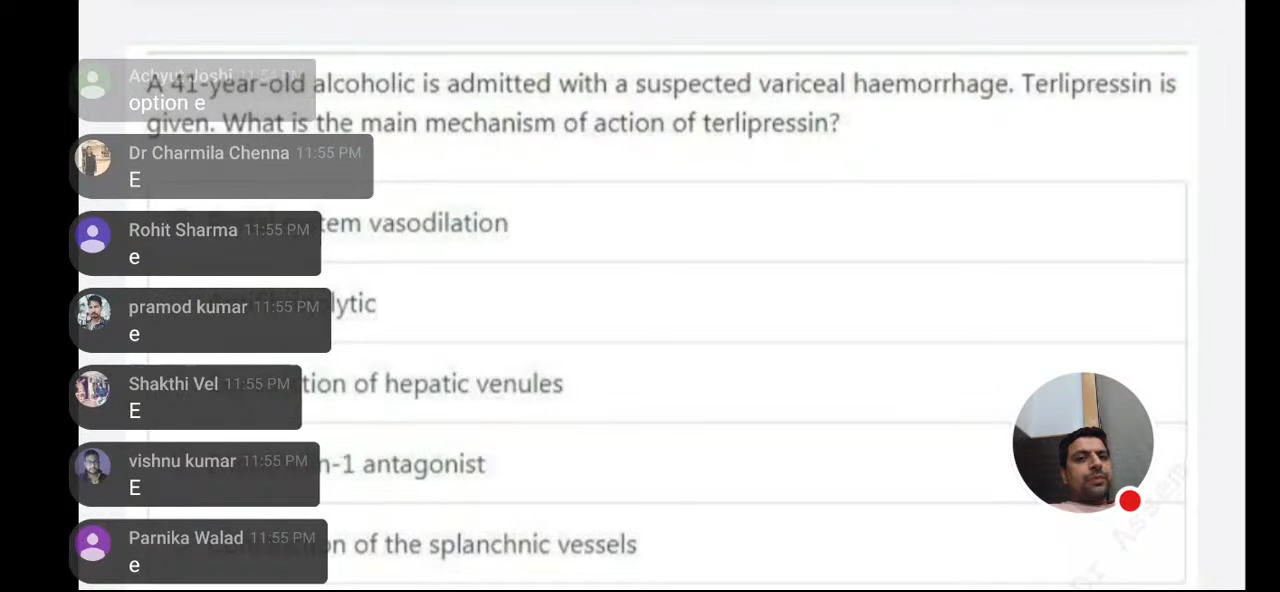 Achyut Joshi 11:54 PM
option e
A 41-year-old alcoholic is admitted with a suspected variceal haemorrhage. Terlipressin is
given. What is the main mechanism of action of terlipressin?
Dr Charmila Chenna 11:55 PM
E
Rohit Sharma 11:55 PM
e
tem vasodilation
pramod kumar 11:55 PM
e
lytic
Shakthi Vel 11:55 PM
E
tion of hepatic venules
vishnu kumar 11:55 PM
E
n-1 antagonist
Parnika Walad 11:55 PM
e
n of the splanchnic vessels